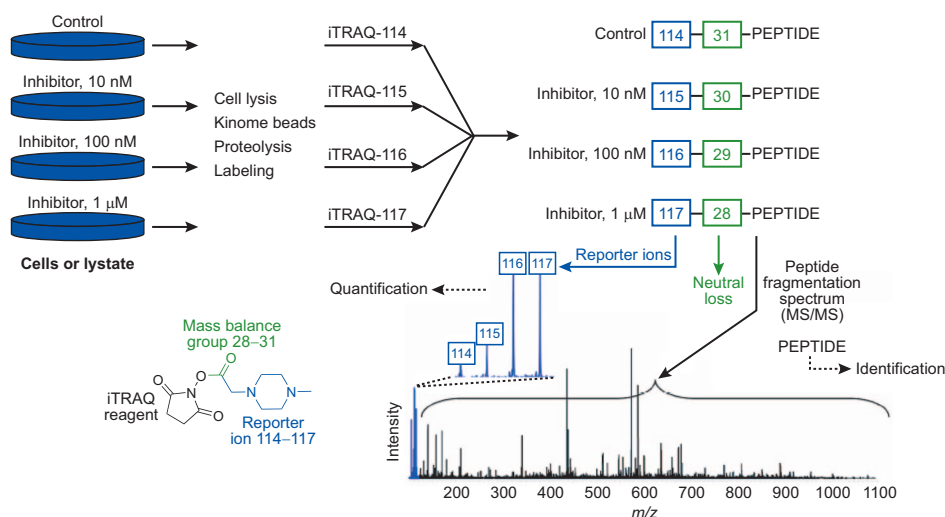 Control
Inhibitor, 10 nM
Inhibitor, 100 nM
Inhibitor, 1 μM
Cells or lystate
Cell lysis
Kinome beads
Proteolysis
Labeling
iTRAQ-114
iTRAQ-115
iTRAQ-116
iTRAQ-117
Control 114 31 PEPTIDE
Inhibitor, 10 nM 115 30 PEPTIDE
Inhibitor, 100 nM 116 29 PEPTIDE
Inhibitor, 1 μM 117 28 PEPTIDE
Reporter ions
Neutral
loss
Peptide
fragmentation
spectrum
(MS/MS)
PEPTIDE
Identification
Quantification
114
115
116
117
Mass balance
group 28–31
O
O
N
O
O
N
N
iTRAQ
reagent
Reporter
ion 114–117
Intensity
200 300 400 500 600 700 800 900 1000 1100
m/z